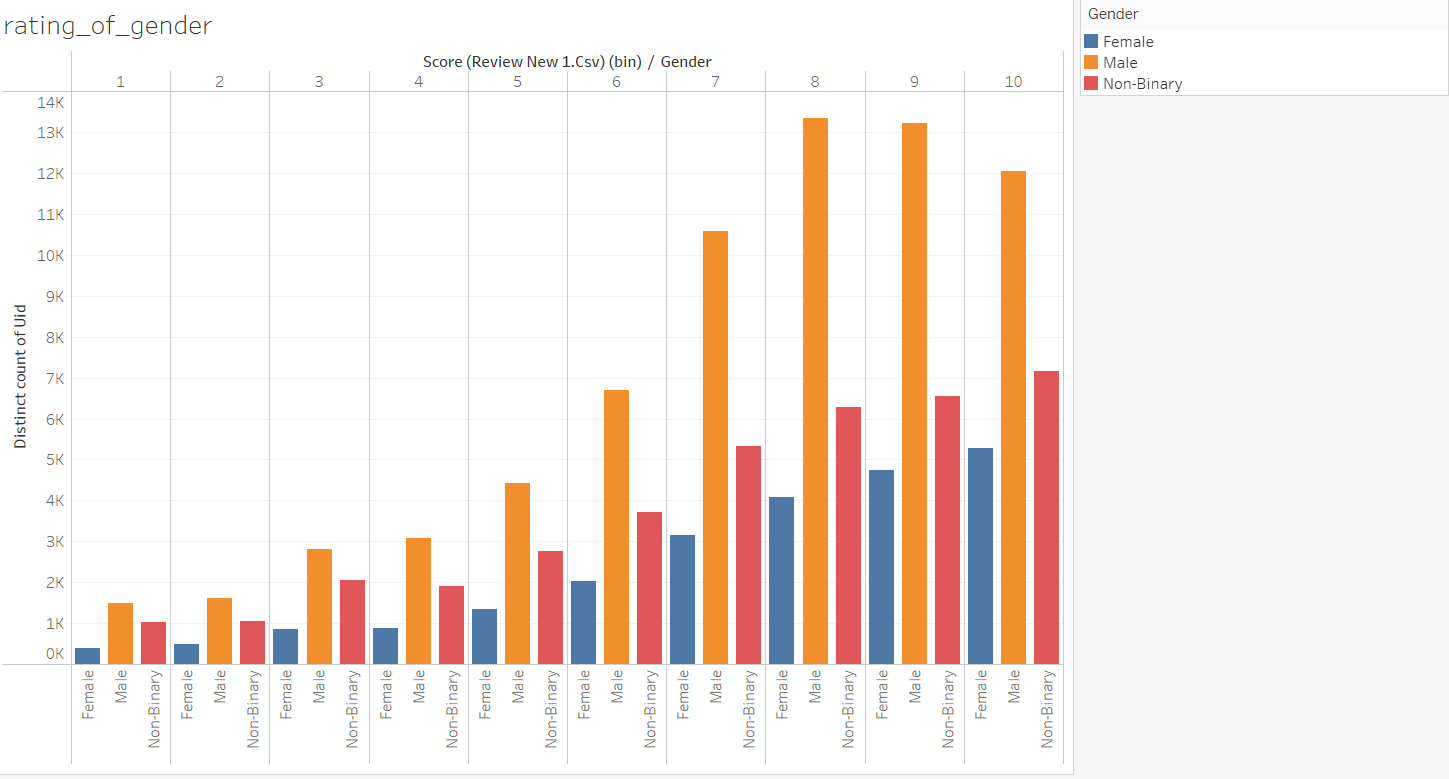 rating_of_gender
Score (Review New 1.Csv) (bin) / Gender
1 2 3 4 5 6 7 8 9 10
14K
13K
12K
11K
10K
9K
8K
7K
6K
5K
4K
3K
2K
1K
0K
Distinct count of Uid
Female Male Non-Binary Female Male Non-Binary Female Male Non-Binary Female Male Non-Binary Female Male Non-Binary Female Male Non-Binary Female Male Non-Binary Female Male Non-Binary Female Male Non-Binary Female Male Non-Binary
Gender
Female
Male
Non-Binary